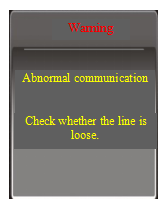 Warning
Abnormal communication
Check whether the line is
loose.